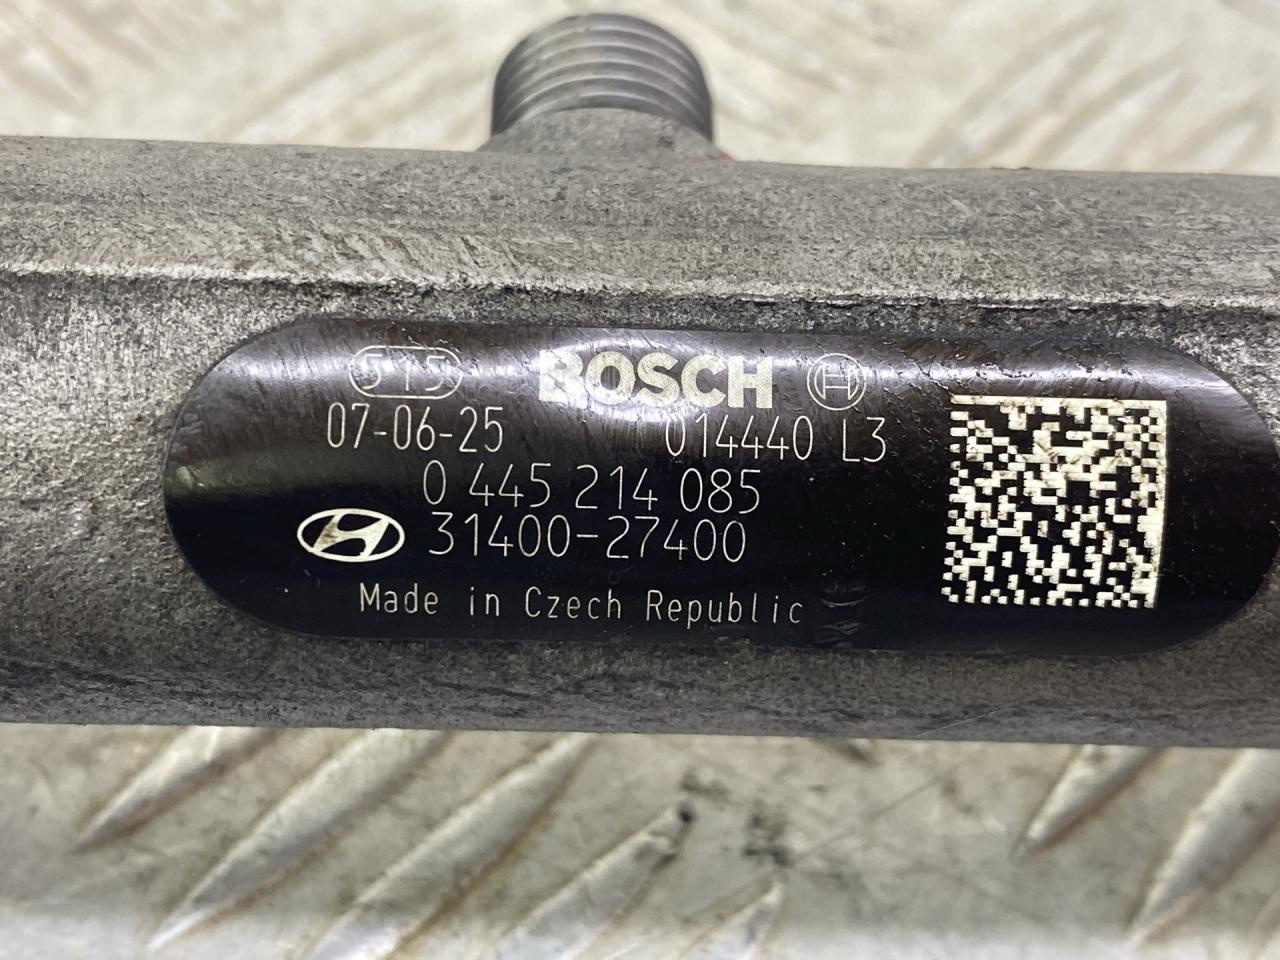 515 BOSCH
07-06-25 014440 L3
0 445 214 085
31400-27400
Made in Czech Republic